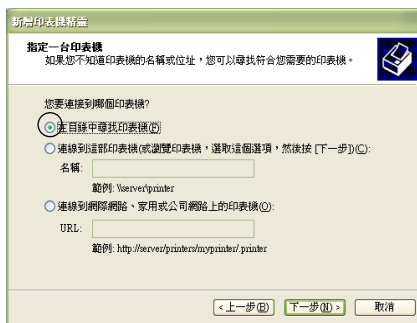 新增印表機精靈
指定一台印表機
如果您不知道印表機的名稱或位址，您可以尋找符合您需要的印表機。
您要連接到哪個印表機?
在目錄中尋找印表機(F)
連線到這部印表機(或瀏覽印表機，選取這個選項，然後按 [下一步])(C):
名稱:
範例: \\server\printer
連線到網際網路、家用或公司網路上的印表機(O):
URL:
範例: http://server/printers/myprinter/.printer
<上一步(B) 下一步(N)> 取消